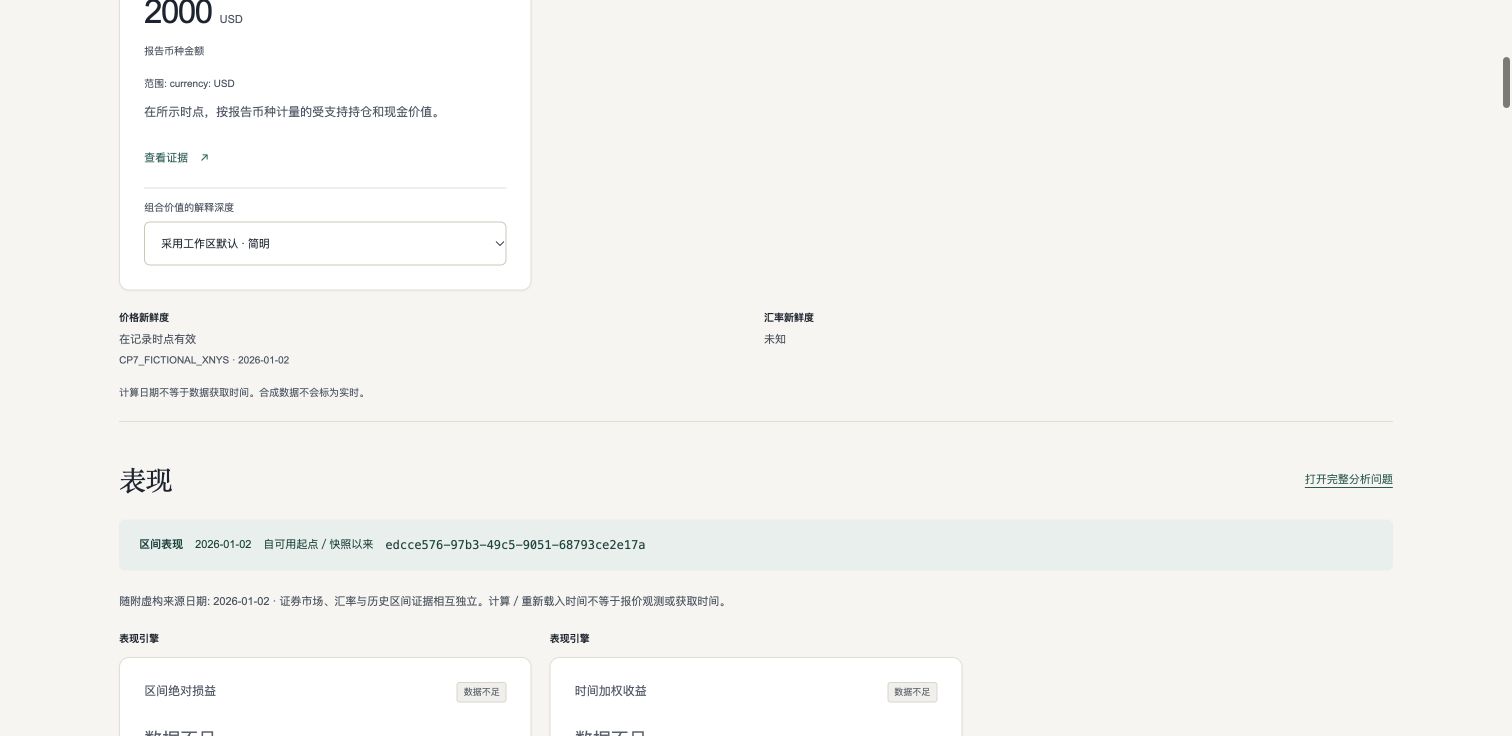 2000 USD
报告币种金额
范围: currency: USD
在所示时点，按报告币种计量的受支持持仓和现金价值。
查看证据 ↗
组合价值的解释深度
采用工作区默认 · 简明
价格新鲜度
在记录时点有效
CP7_FICTIONAL_XNYS · 2026-01-02
汇率新鲜度
未知
计算日期不等于数据获取时间。合成数据不会标为实时。
表现
打开完整分析问题
区间表现 2026-01-02 自可用起点 / 快照以来 edcce576-97b3-49c5-9051-68793ce2e17a
随附虚构来源日期: 2026-01-02 · 证券市场、汇率与历史区间证据相互独立。计算 / 重新载入时间不等于报价观测或获取时间。
表现引擎
区间绝对损益 数据不足
数据不足
表现引擎
时间加权收益 数据不足
数据不足